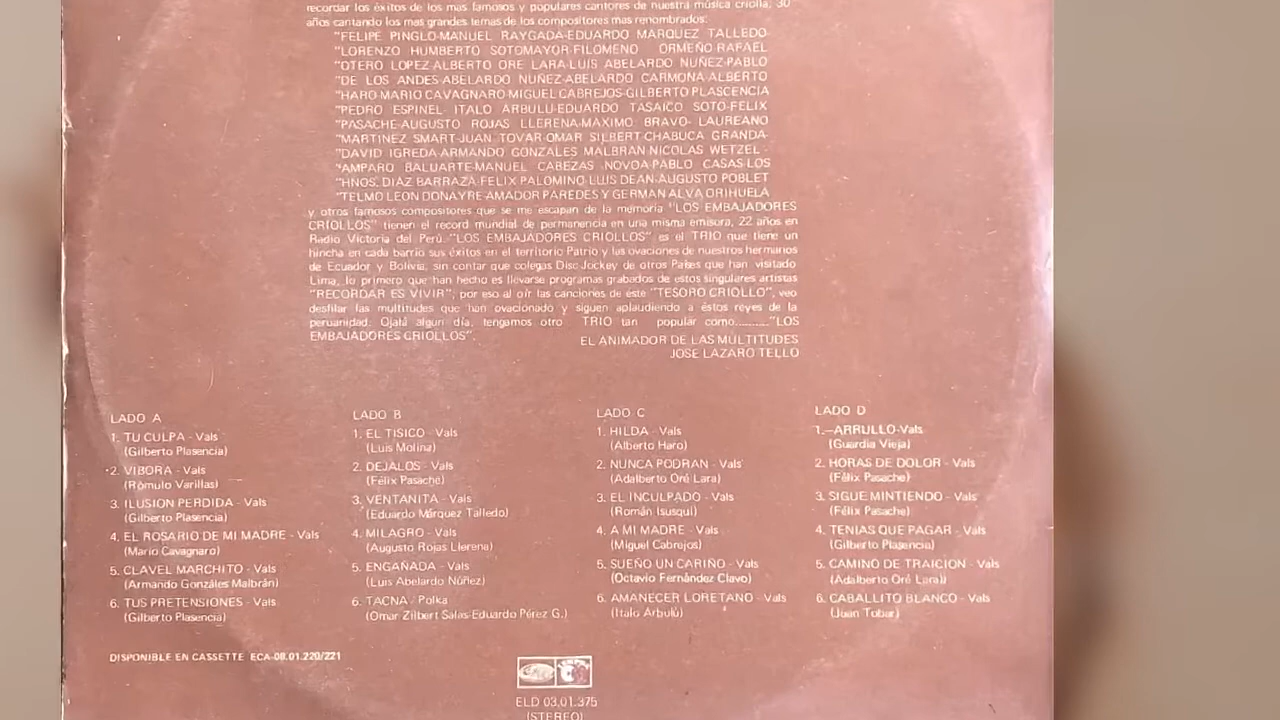 recordar los éxitos de los mas famosos y populares cantores de nuestra música criolla, 30
años cantando los mas grandes temas de los compositores mas renombrados:
"FELIPE PINGLO-MANUEL RAYGADA-EDUARDO MARQUEZ TALLEDO-
"LORENZO HUMBERTO SOTOMAYOR-FILOMENO ORMEÑO-RAFAEL
"OTERO LOPEZ-ALBERTO ORE LARA-LUIS ABELARDO NUÑEZ-PABLO
"DE LOS ANDES-ABELARDO NUÑEZ-ABELARDO CARMONA-ALBERTO
"HARO-MARIO CAVAGNARO-MIGUEL CABREJOS-GILBERTO PLASCENCIA
"PEDRO ESPINEL- ITALO ARBULU-EDUARDO TASAICO SOTO-FELIX
"PASACHE-AUGUSTO ROJAS LLERENA-MAXIMO BRAVO- LAUREANO
"MARTINEZ SMART-JUAN TOVAR-OMAR SILBERT-CHABUCA GRANDA-
"DAVID IGREDA-ARMANDO GONZALES MALBRAN-NICOLAS WETZEL -
"AMPARO BALUARTE-MANUEL CABEZAS -NOVOA-PABLO CASAS-LOS
"HNOS. DIAZ BARRAZA-FELIX PALOMINO-LUIS DEAN-AUGUSTO POBLET
"TELMO LEON DONAYRE-AMADOR PAREDES Y GERMAN ALVA ORIHUELA
y otros famosos compositores que se me escapan de la memoria "LOS EMBAJADORES
CRIOLLOS" tienen el record mundial de permanencia en una misma emisora, 22 años en
Radio Victoria del Perú. "LOS EMBAJADORES CRIOLLOS" es el TRIO que tiene un
hincha en cada barrio sus éxitos en el territorio Patrio y las ovaciones de nuestros hermanos
de Ecuador y Bolivia, sin contar que colegas Disc Jockey de otros Países que han visitado
Lima, lo primero que han hecho es llevarse programas grabados de estos singulares artistas
"RECORDAR ES VIVIR", por eso al oír las canciones de este "TESORO CRIOLLO", veo
desfilar las multitudes que han ovacionado y siguen aplaudiendo a éstos reyes de la
peruanidad. Ojalá algun día, tengamos otro TRIO tan popular como.........."LOS
EMBAJADORES CRIOLLOS".
EL ANIMADOR DE LAS MULTITUDES
JOSE LAZARO TELLO
LADO A
1. TU CULPA - Vals
(Gilberto Plasencia)
2. VIBORA - Vals
(Rómulo Varillas)
3. ILUSION PERDIDA - Vals
(Gilberto Plasencia)
4. EL ROSARIO DE MI MADRE - Vals
(Mario Cavagnaro)
5. CLAVEL MARCHITO - Vals
(Armando Gonzáles Malbrán)
6. TUS PRETENSIONES - Vals
(Gilberto Plasencia)
LADO B
1. EL TISICO - Vals
(Luis Molina)
2. DEJALOS - Vals
(Félix Pasache)
3. VENTANITA - Vals
(Eduardo Márquez Talledo)
4. MILAGRO - Vals
(Augusto Rojas Llerena)
5. ENGAÑADA - Vals
(Luis Abelardo Núñez)
6. TACNA - Polka
(Omar Zilbert Salas-Eduardo Pérez G.)
LADO C
1. HILDA - Vals
(Alberto Haro)
2. NUNCA PODRAN - Vals
(Adalberto Oré Lara)
3. EL INCULPADO - Vals
(Román Isusqui)
4. A MI MADRE - Vals
(Miguel Cabrejos)
5. SUEÑO UN CARIÑO - Vals
(Octavio Fernández Clavo)
6. AMANECER LORETANO - Vals
(Italo Arbulú)
LADO D
1.-ARRULLO-Vals
(Guardia Vieja)
2. HORAS DE DOLOR - Vals
(Félix Pasache)
3. SIGUE MINTIENDO - Vals
(Félix Pasache)
4. TENIAS QUE PAGAR - Vals
(Gilberto Plasencia)
5. CAMINO DE TRAICION - Vals
(Adalberto Oré Lara)
6. CABALLITO BLANCO - Vals
(Juan Tobar)
DISPONIBLE EN CASSETTE ECA-08.01.220/221
ELD 03.01.375
(STEREO)